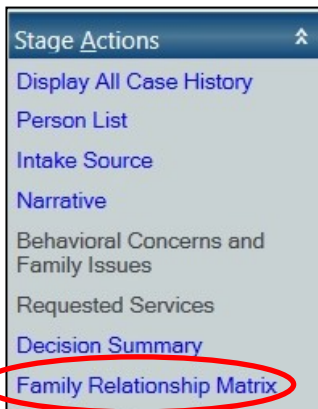 Stage Actions
Display All Case History
Person List
Intake Source
Narrative
Behavioral Concerns and
Family Issues
Requested Services
Decision Summary
Family Relationship Matrix